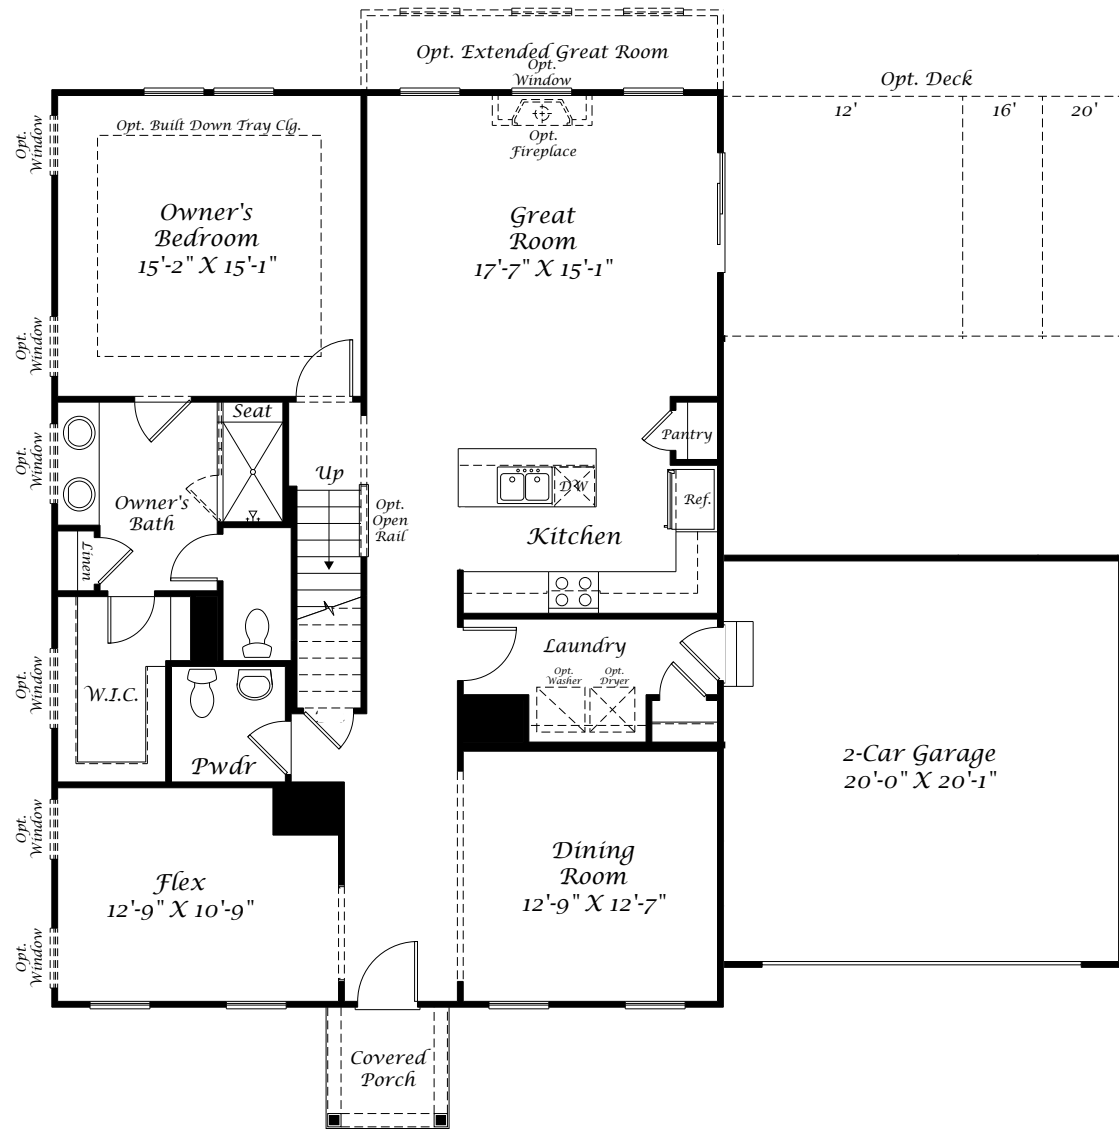 Opt. Extended Great Room
Opt.
Window
Opt. Deck
12'
16'
20'
Opt.
Window
Opt. Built Down Tray Clg.
Opt.
Fireplace
Owner's
Bedroom
15'-2" X 15'-1"
Great
Room
17'-7" X 15'-1"
Opt.
Window
Opt.
Window
Seat
Pantry
Up
Owner's
Bath
Opt.
Open
Rail
DW
Ref.
Kitchen
Linen
Laundry
Opt.
Washer
Opt.
Dryer
Opt.
Window
W.I.C.
Pwdr
2-Car Garage
20'-0" X 20'-1"
Opt.
Window
Flex
12'-9" X 10'-9"
Dining
Room
12'-9" X 12'-7"
Opt.
Window
Covered
Porch